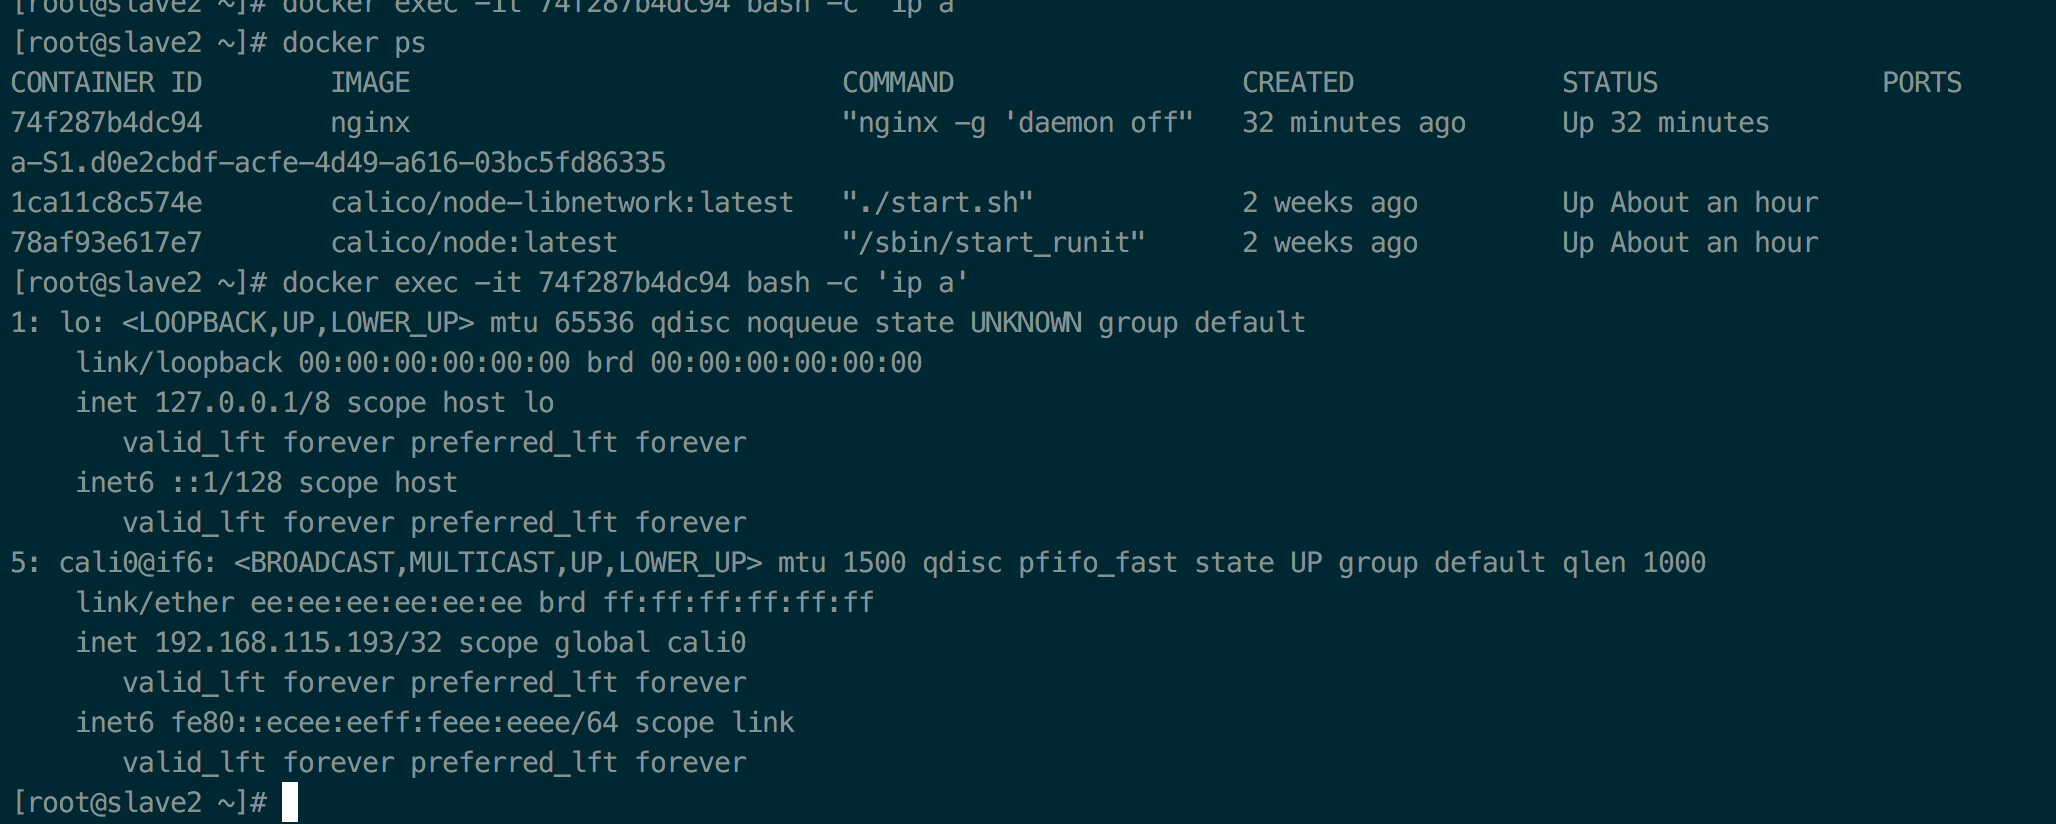 [root@slave2 ~]# docker exec -it 74f287b4dc94 bash -c 'ip a'
[root@slave2 ~]# docker ps
CONTAINER ID        IMAGE                           COMMAND                  CREATED             STATUS              PORTS
74f287b4dc94        nginx                           "nginx -g 'daemon off"   32 minutes ago      Up 32 minutes
a-S1.d0e2cbdf-acfe-4d49-a616-03bc5fd86335
1ca11c8c574e        calico/node-libnetwork:latest   "./start.sh"             2 weeks ago         Up About an hour
78af93e617e7        calico/node:latest              "/sbin/start_runit"      2 weeks ago         Up About an hour
[root@slave2 ~]# docker exec -it 74f287b4dc94 bash -c 'ip a'
1: lo: <LOOPBACK,UP,LOWER_UP> mtu 65536 qdisc noqueue state UNKNOWN group default
    link/loopback 00:00:00:00:00:00 brd 00:00:00:00:00:00
    inet 127.0.0.1/8 scope host lo
       valid_lft forever preferred_lft forever
    inet6 ::1/128 scope host
       valid_lft forever preferred_lft forever
5: cali0@if6: <BROADCAST,MULTICAST,UP,LOWER_UP> mtu 1500 qdisc pfifo_fast state UP group default qlen 1000
    link/ether ee:ee:ee:ee:ee:ee brd ff:ff:ff:ff:ff:ff
    inet 192.168.115.193/32 scope global cali0
       valid_lft forever preferred_lft forever
    inet6 fe80::ecee:eeff:feee:eeee/64 scope link
       valid_lft forever preferred_lft forever
[root@slave2 ~]#